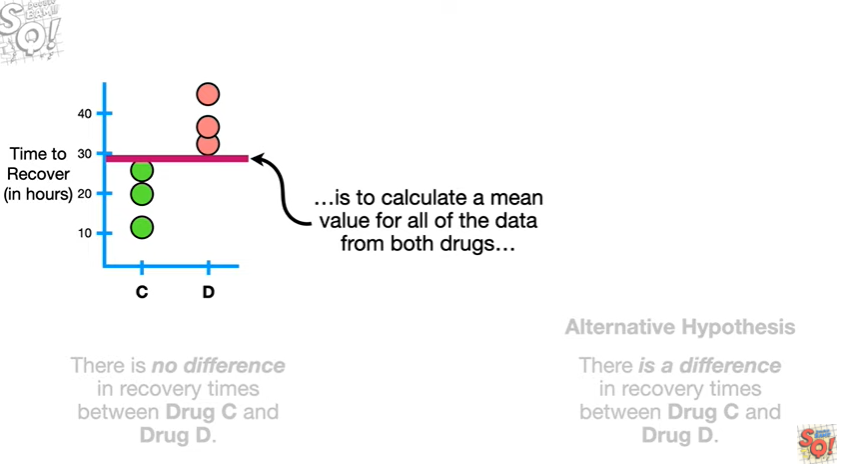 SQ!
40
Time to
30
Recover
(in hours)
20
10
C
D
…is to calculate a mean
value for all of the data
from both drugs…
There is no difference
in recovery times
between Drug C and
Drug D.
Alternative Hypothesis
There is a difference
in recovery times
between Drug C and
Drug D.
SQ!